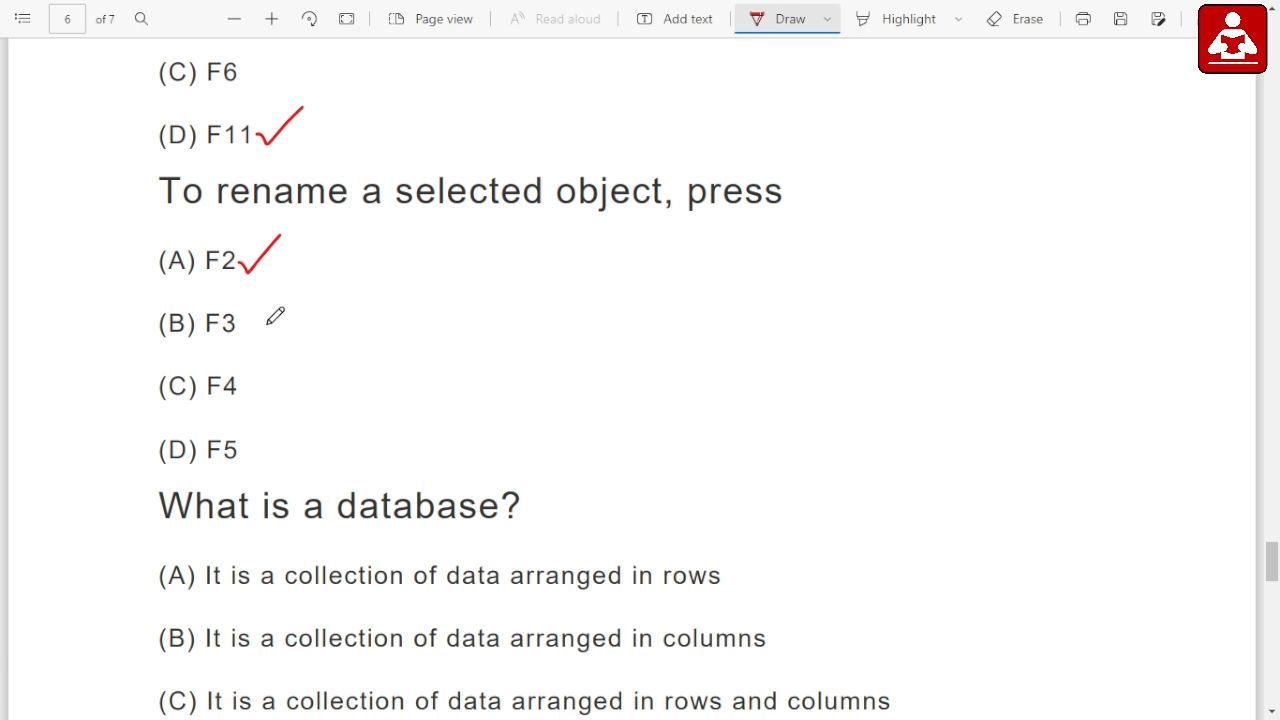 6 of 7 Page view Read aloud Add text Draw Highlight Erase
(C) F6
(D) F11
To rename a selected object, press
(A) F2
(B) F3
(C) F4
(D) F5
What is a database?
(A) It is a collection of data arranged in rows
(B) It is a collection of data arranged in columns
(C) It is a collection of data arranged in rows and columns